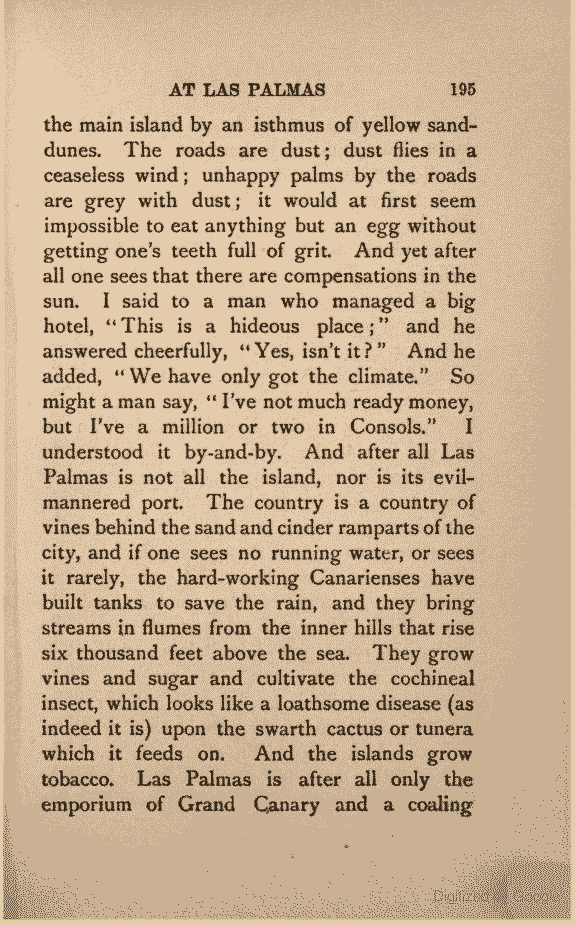 AT LAS PALMAS 195
the main island by an isthmus of yellow sand-
dunes. The roads are dust; dust flies in a
ceaseless wind; unhappy palms by the roads
are grey with dust; it would at first seem
impossible to eat anything but an egg without
getting one's teeth full of grit. And yet after
all one sees that there are compensations in the
sun. I said to a man who managed a big
hotel, "This is a hideous place;" and he
answered cheerfully, "Yes, isn't it?" And he
added, "We have only got the climate." So
might a man say, "I've not much ready money,
but I've a million or two in Consols." I
understood it by-and-by. And after all Las
Palmas is not all the island, nor is its evil-
mannered port. The country is a country of
vines behind the sand and cinder ramparts of the
city, and if one sees no running water, or sees
it rarely, the hard-working Canarienses have
built tanks to save the rain, and they bring
streams in flumes from the inner hills that rise
six thousand feet above the sea. They grow
vines and sugar and cultivate the cochineal
insect, which looks like a loathsome disease (as
indeed it is) upon the swarth cactus or tunera
which it feeds on. And the islands grow
tobacco. Las Palmas is after all only the
emporium of Grand Canary and a coaling
Digitized by Google